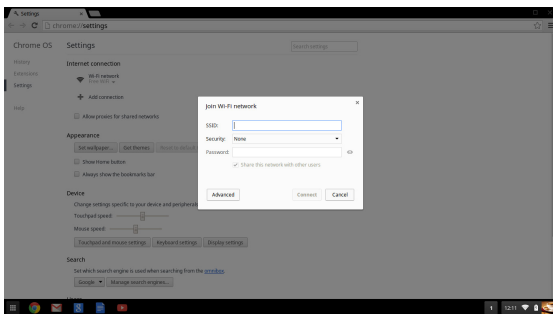 Settings
chrome://settings
Chrome OS
Settings
Search settings
History
Extensions
Settings
Help
Internet connection
Wi-Fi network
Add connection
Allow proxies for shared networks
Appearance
Set wallpaper...
Get themes
Show Home button
Always show the bookmarks bar
Device
Change settings specific to your device and peripherals
Touchpad speed:
Mouse speed:
Touchpad and mouse settings
Keyboard settings
Display settings
Search
Set which search engine is used when searching from the omnibox.
Google
Manage search engines...
Join Wi-Fi network
SSID:
Security: None
Password:
Share this network with other users
Advanced
Connect
Cancel
1
12:11